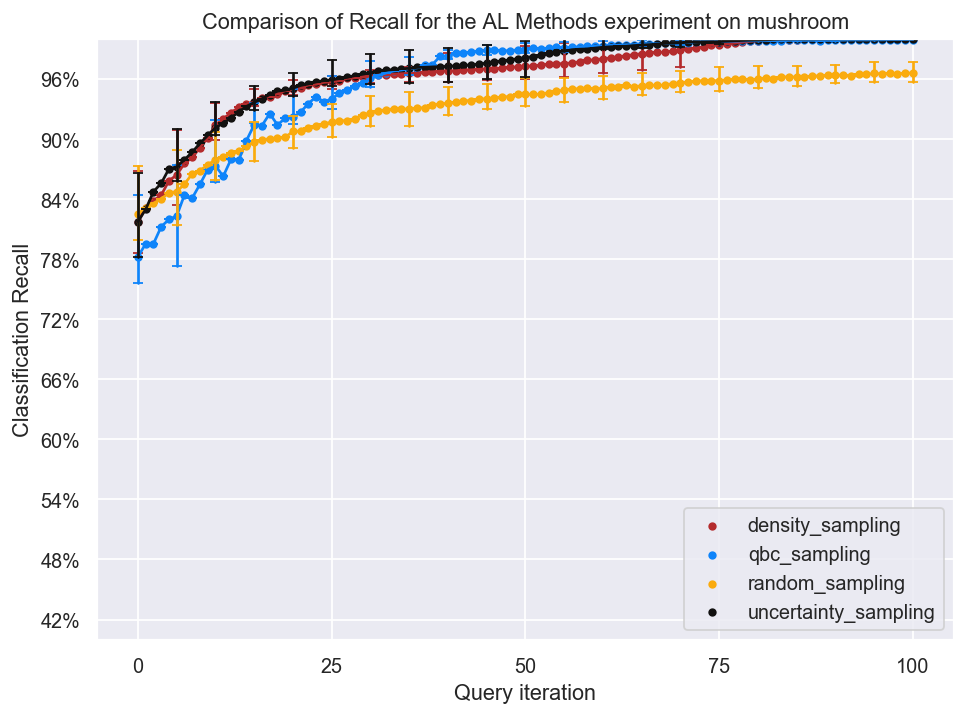 Comparison of Recall for the AL Methods experiment on mushroom
Classification Recall
96%
90%
84%
78%
72%
66%
60%
54%
48%
42%
density_sampling
qbc_sampling
random_sampling
uncertainty_sampling
0
25
50
75
100
Query iteration